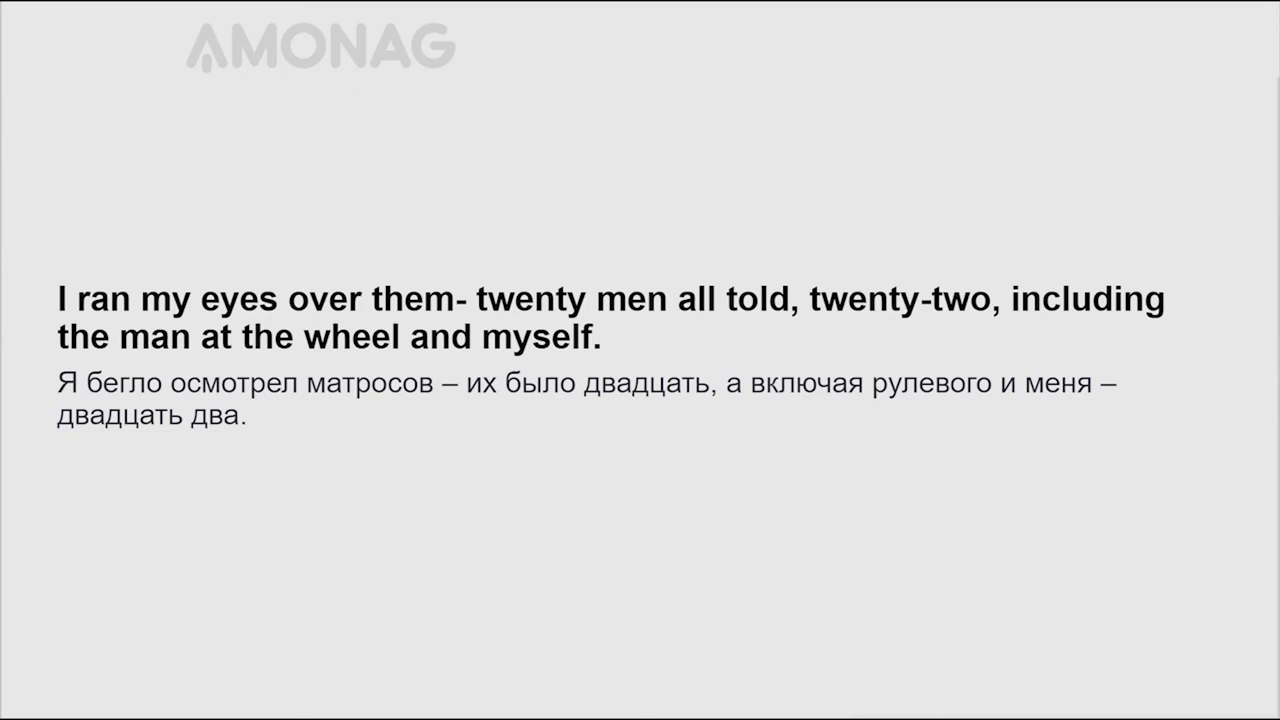 AMONAG
I ran my eyes over them- twenty men all told, twenty-two, including
the man at the wheel and myself.
Я бегло осмотрел матросов – их было двадцать, а включая рулевого и меня –
двадцать два.